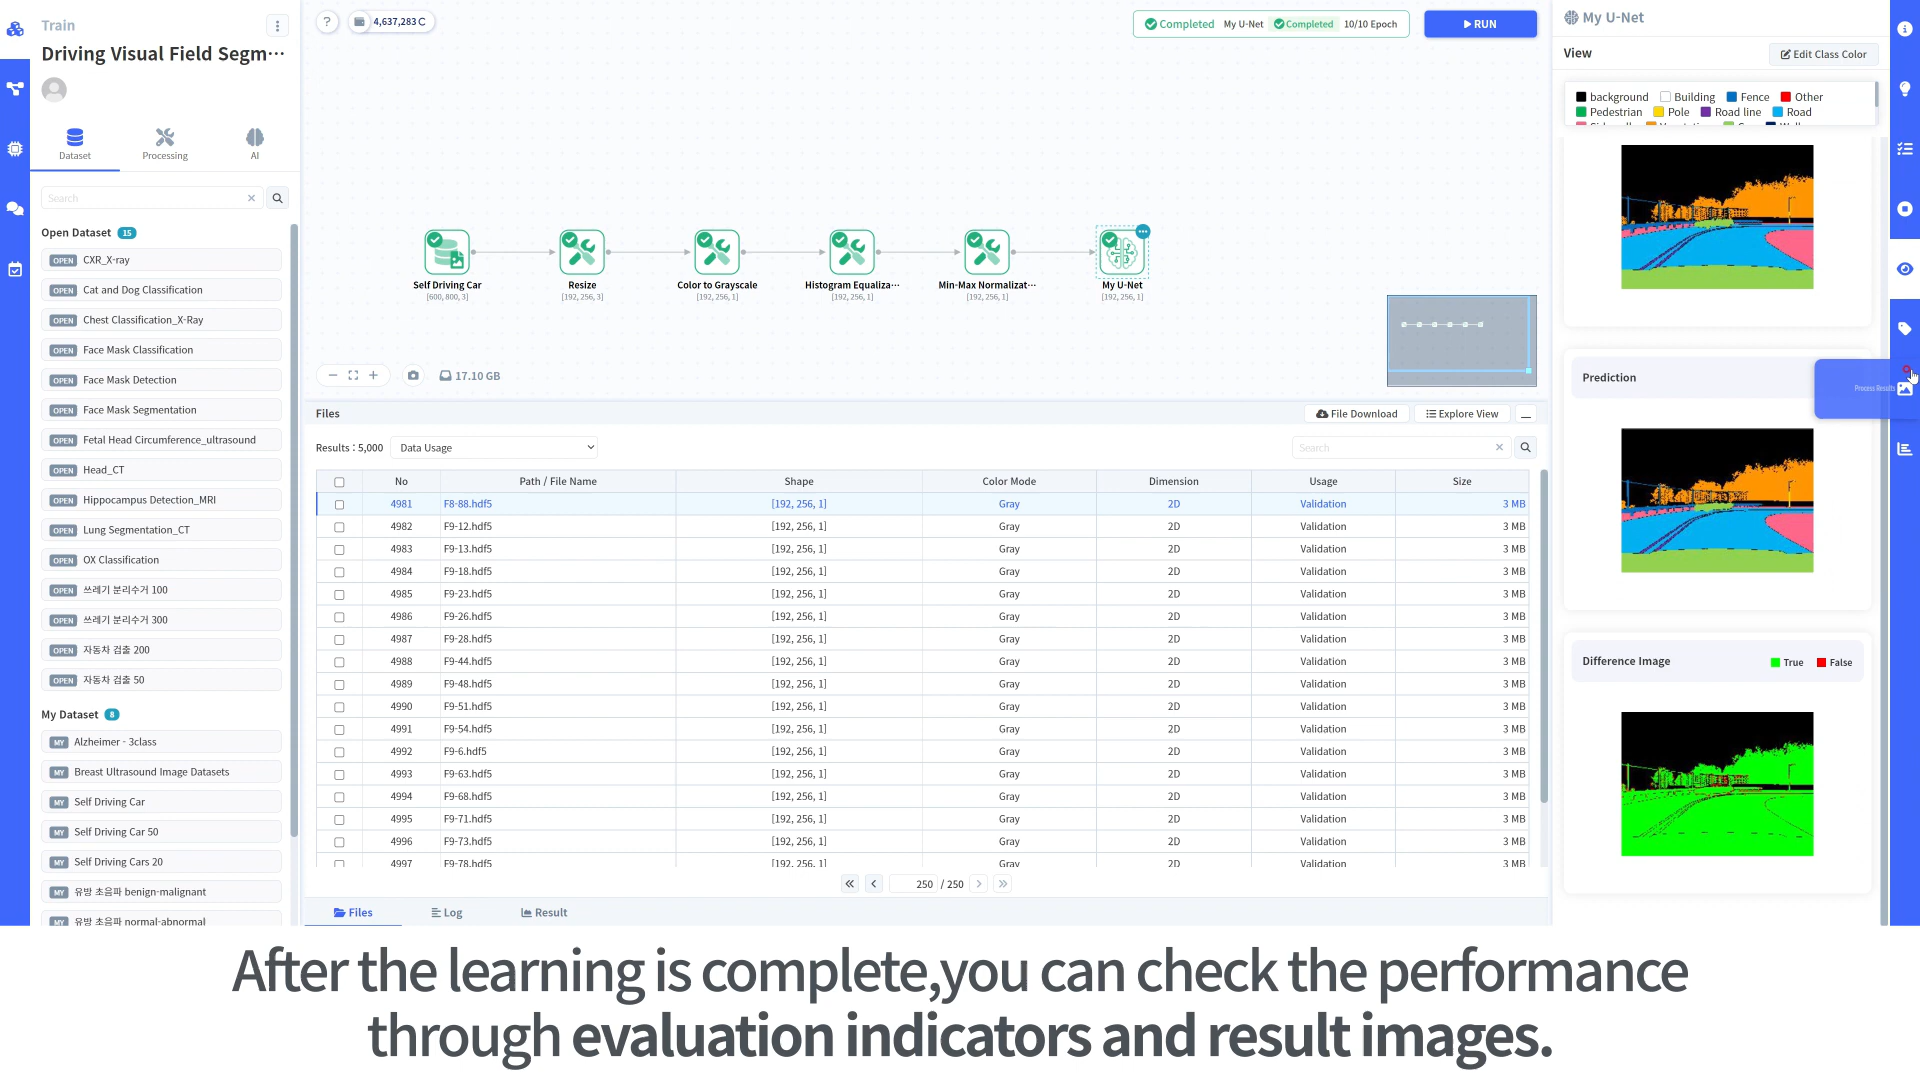 Train
Driving Visual Field Segm···
Dataset
Processing
AI
Search
Open Dataset 15
OPEN CXR_X-ray
OPEN Cat and Dog Classification
OPEN Chest Classification_X-Ray
OPEN Face Mask Classification
OPEN Face Mask Detection
OPEN Face Mask Segmentation
OPEN Fetal Head Circumference_ultrasound
OPEN Head_CT
OPEN Hippocampus Detection_MRI
OPEN Lung Segmentation_CT
OPEN OX Classification
OPEN 쓰레기 분리수거 100
OPEN 쓰레기 분리수거 300
OPEN 자동차 검출 200
OPEN 자동차 검출 50
My Dataset 8
MY Alzheimer - 3class
MY Breast Ultrasound Image Datasets
MY Self Driving Car
MY Self Driving Car 50
MY Self Driving Cars 20
MY 유방 초음파 benign-malignant
MY 유방 초음파 normal-abnormal
? 4,637,283 C
Completed My U-Net Completed 10/10 Epoch
RUN
Self Driving Car
[600, 800, 3]
Resize
[192, 256, 3]
Color to Grayscale
[192, 256, 1]
Histogram Equaliza···
[192, 256, 1]
Min-Max Normalizat···
[192, 256, 1]
My U-Net
[192, 256, 1]
17.10 GB
Files
File Download
Explore View
Results : 5,000 Data Usage
Search
No Path / File Name Shape Color Mode Dimension Usage Size
4981 F8-88.hdf5 [192, 256, 1] Gray 2D Validation 3 MB
4982 F9-12.hdf5 [192, 256, 1] Gray 2D Validation 3 MB
4983 F9-13.hdf5 [192, 256, 1] Gray 2D Validation 3 MB
4984 F9-18.hdf5 [192, 256, 1] Gray 2D Validation 3 MB
4985 F9-23.hdf5 [192, 256, 1] Gray 2D Validation 3 MB
4986 F9-26.hdf5 [192, 256, 1] Gray 2D Validation 3 MB
4987 F9-28.hdf5 [192, 256, 1] Gray 2D Validation 3 MB
4988 F9-44.hdf5 [192, 256, 1] Gray 2D Validation 3 MB
4989 F9-48.hdf5 [192, 256, 1] Gray 2D Validation 3 MB
4990 F9-51.hdf5 [192, 256, 1] Gray 2D Validation 3 MB
4991 F9-54.hdf5 [192, 256, 1] Gray 2D Validation 3 MB
4992 F9-6.hdf5 [192, 256, 1] Gray 2D Validation 3 MB
4993 F9-63.hdf5 [192, 256, 1] Gray 2D Validation 3 MB
4994 F9-68.hdf5 [192, 256, 1] Gray 2D Validation 3 MB
4995 F9-71.hdf5 [192, 256, 1] Gray 2D Validation 3 MB
4996 F9-73.hdf5 [192, 256, 1] Gray 2D Validation 3 MB
4997 F9-78.hdf5 [192, 256, 1] Gray 2D Validation 3 MB
250 / 250
Files
Log
Result
My U-Net
View
Edit Class Color
background Building Fence Other
Pedestrian Pole Road line Road
Prediction
Process Results
Difference Image
True False
After the learning is complete,you can check the performance
through evaluation indicators and result images.